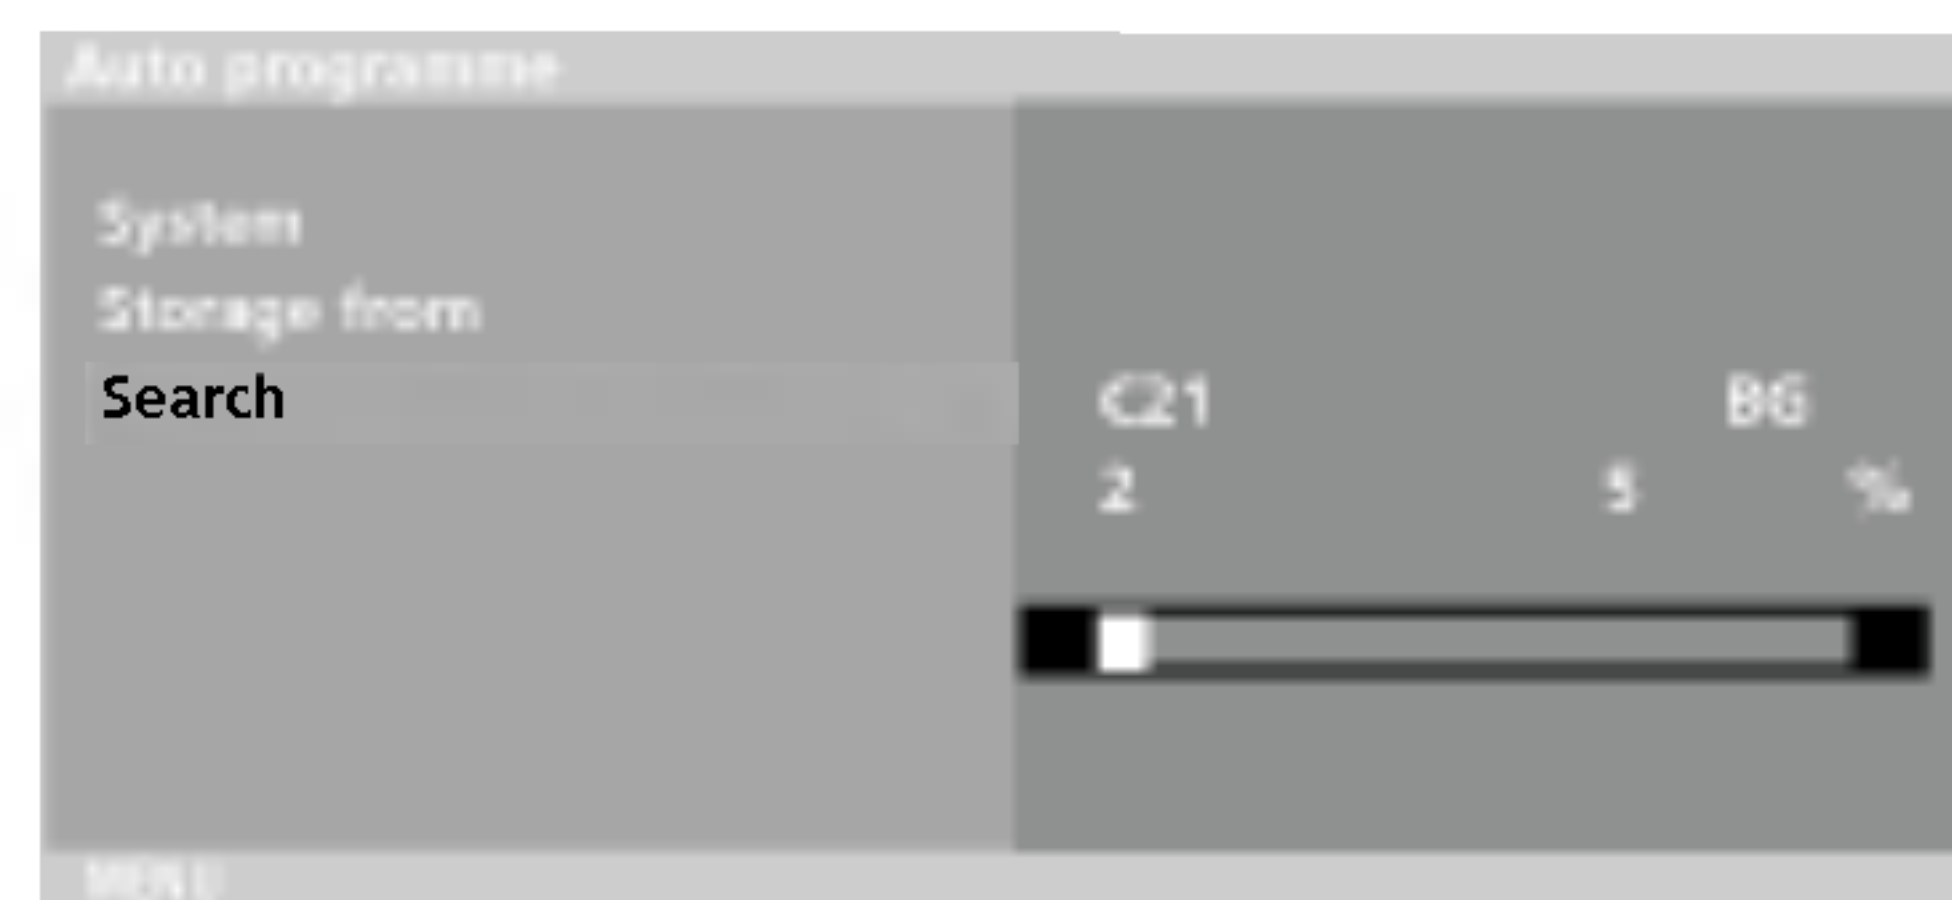 Auto programme
System
Storage from
Search C21 BG
2 5 %
MENU